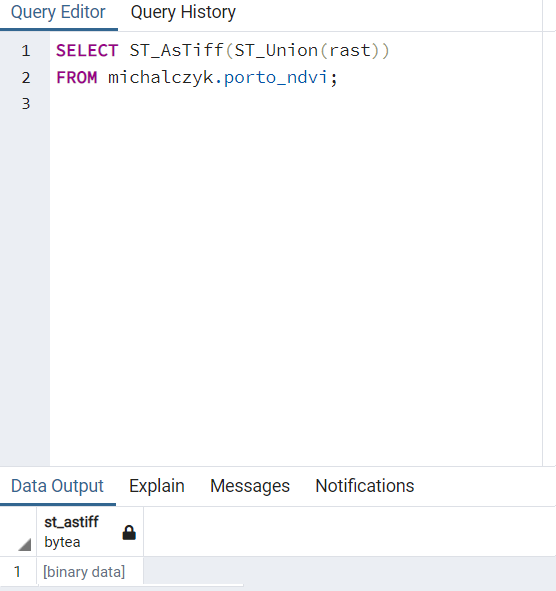 Query Editor Query History
1 SELECT ST_AsTiff(ST_Union(rast))
2 FROM michalczyk.porto_ndvi;
3
Data Output Explain Messages Notifications
st_astiff
bytea
1 [binary data]